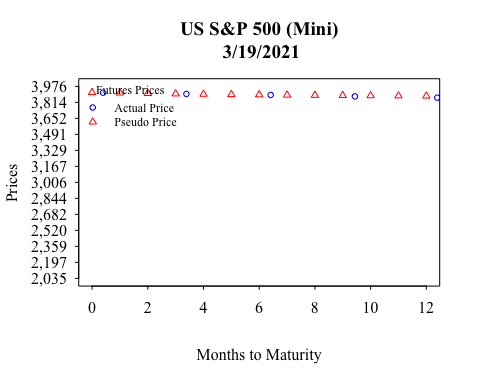 US S&P 500 (Mini)
3/19/2021
3,976
3,814
3,652
3,491
3,329
3,167
3,006
2,844
2,682
2,520
2,359
2,197
2,035
Prices
Futures Prices
Actual Price
Pseudo Price
0 2 4 6 8 10 12
Months to Maturity